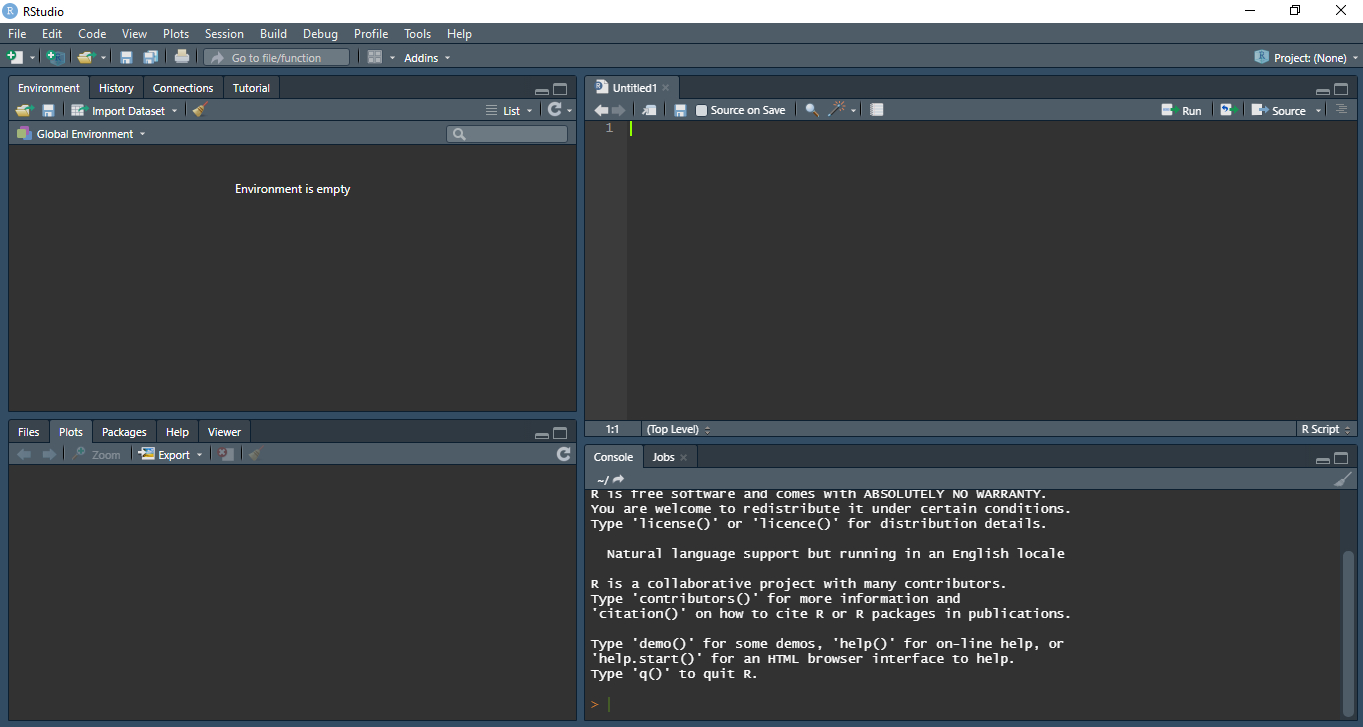 RStudio
File Edit Code View Plots Session Build Debug Profile Tools Help
Go to file/function Addins Project: (None)
Environment History Connections Tutorial
Import Dataset List
Global Environment
Environment is empty
Files Plots Packages Help Viewer
Zoom Export
Untitled1
Source on Save Run Source
1
1:1 (Top Level) R Script
Console Jobs
~/
R is free software and comes with ABSOLUTELY NO WARRANTY.
You are welcome to redistribute it under certain conditions.
Type 'license()' or 'licence()' for distribution details.
Natural language support but running in an English locale
R is a collaborative project with many contributors.
Type 'contributors()' for more information and
'citation()' on how to cite R or R packages in publications.
Type 'demo()' for some demos, 'help()' for on-line help, or
'help.start()' for an HTML browser interface to help.
Type 'q()' to quit R.
>